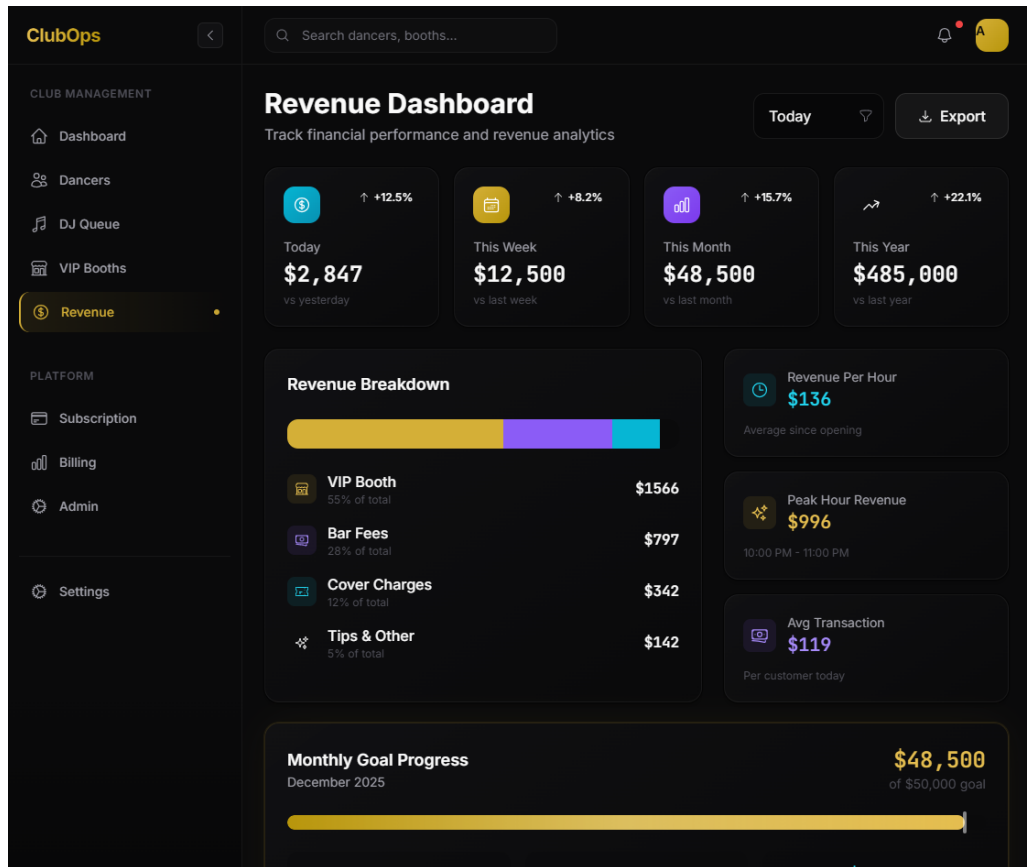 ClubOps
Search dancers, booths...
A
CLUB MANAGEMENT
Dashboard
Dancers
DJ Queue
VIP Booths
Revenue
PLATFORM
Subscription
Billing
Admin
Settings
Revenue Dashboard
Track financial performance and revenue analytics
Today
Export
↑ +12.5%
Today
$2,847
vs yesterday
↑ +8.2%
This Week
$12,500
vs last week
↑ +15.7%
This Month
$48,500
vs last month
↑ +22.1%
This Year
$485,000
vs last year
Revenue Breakdown
VIP Booth
$1566
55% of total
Bar Fees
$797
28% of total
Cover Charges
$342
12% of total
Tips & Other
$142
5% of total
Revenue Per Hour
$136
Average since opening
Peak Hour Revenue
$996
10:00 PM - 11:00 PM
Avg Transaction
$119
Per customer today
Monthly Goal Progress
December 2025
$48,500
of $50,000 goal